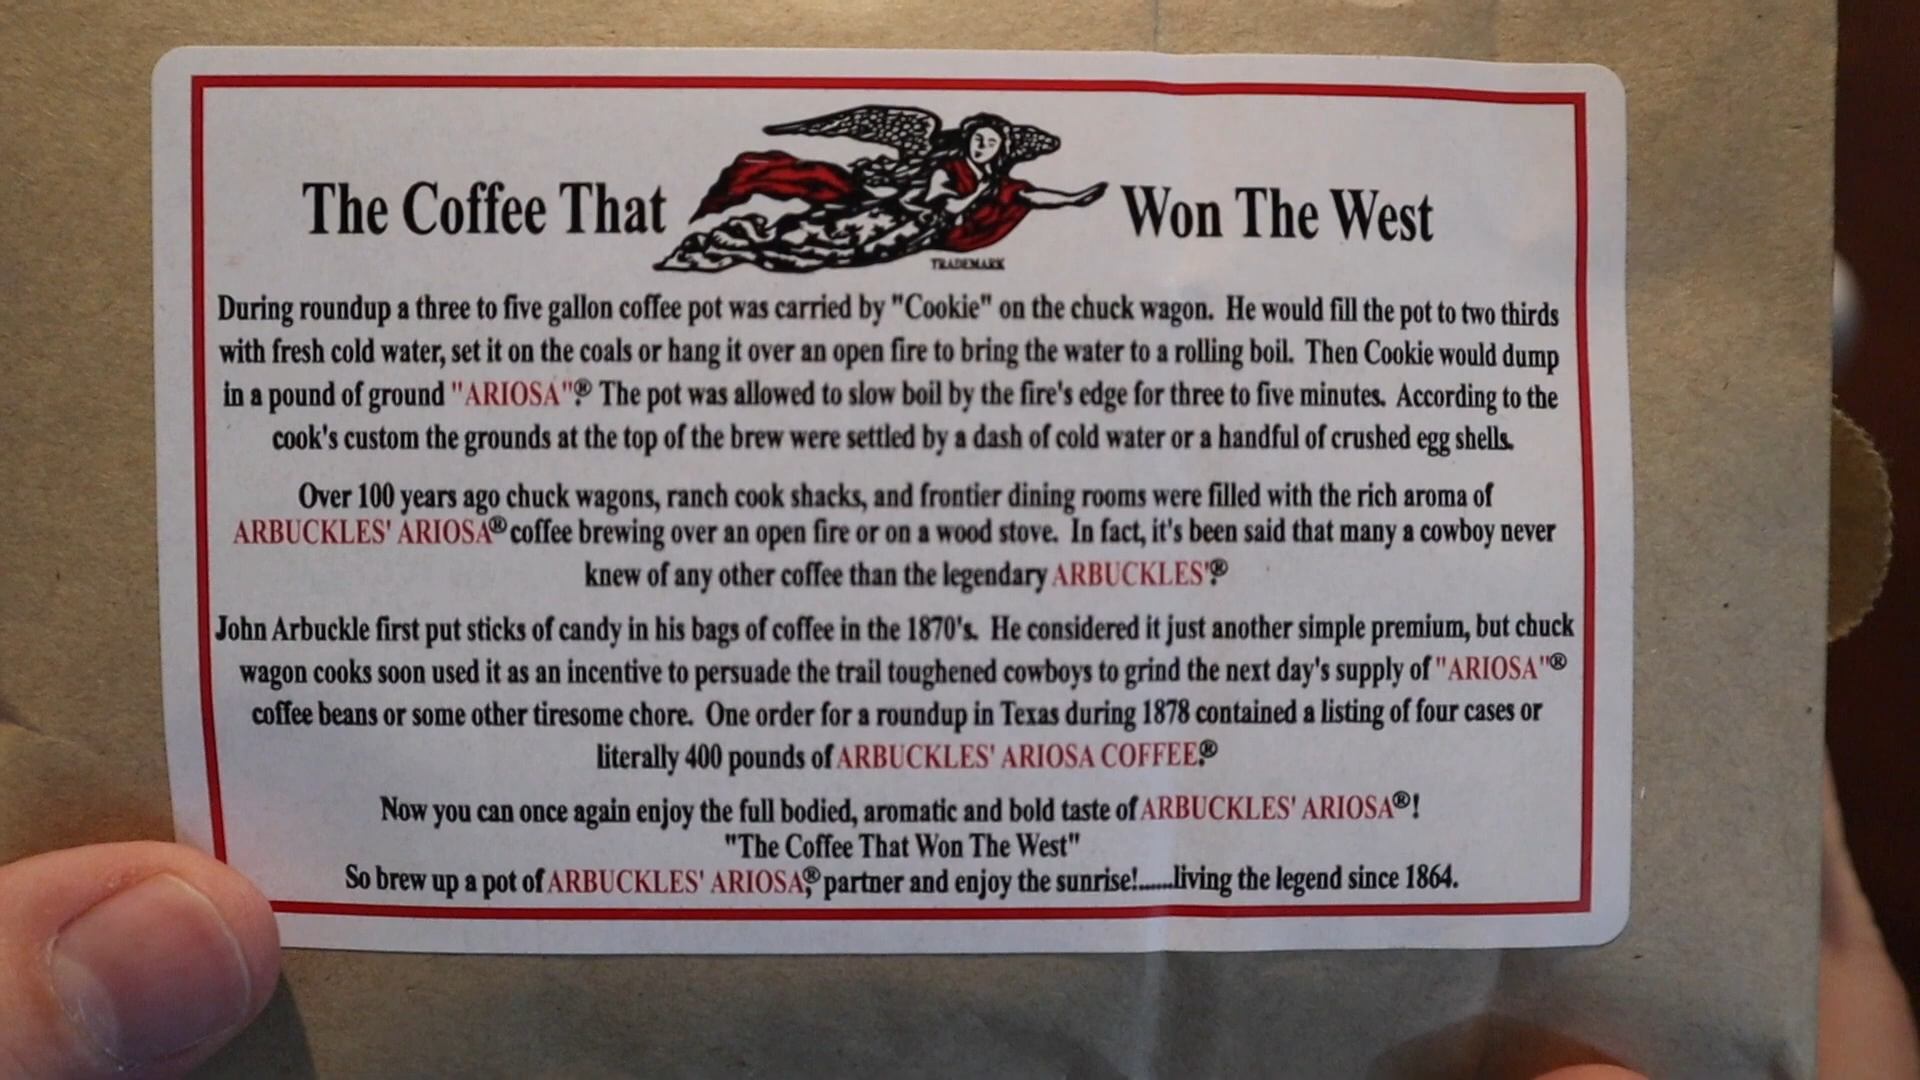 The Coffee That Won The West
TRADEMARK
During roundup a three to five gallon coffee pot was carried by "Cookie" on the chuck wagon. He would fill the pot to two thirds
with fresh cold water, set it on the coals or hang it over an open fire to bring the water to a rolling boil. Then Cookie would dump
in a pound of ground "ARIOSA"®. The pot was allowed to slow boil by the fire's edge for three to five minutes. According to the
cook's custom the grounds at the top of the brew were settled by a dash of cold water or a handful of crushed egg shells.
Over 100 years ago chuck wagons, ranch cook shacks, and frontier dining rooms were filled with the rich aroma of
ARBUCKLES' ARIOSA® coffee brewing over an open fire or on a wood stove. In fact, it's been said that many a cowboy never
knew of any other coffee than the legendary ARBUCKLES'®.
John Arbuckle first put sticks of candy in his bags of coffee in the 1870's. He considered it just another simple premium, but chuck
wagon cooks soon used it as an incentive to persuade the trail toughened cowboys to grind the next day's supply of "ARIOSA"®
coffee beans or some other tiresome chore. One order for a roundup in Texas during 1878 contained a listing of four cases or
literally 400 pounds of ARBUCKLES' ARIOSA COFFEE®.
Now you can once again enjoy the full bodied, aromatic and bold taste of ARBUCKLES' ARIOSA®!
"The Coffee That Won The West"
So brew up a pot of ARBUCKLES' ARIOSA®, partner and enjoy the sunrise!......living the legend since 1864.